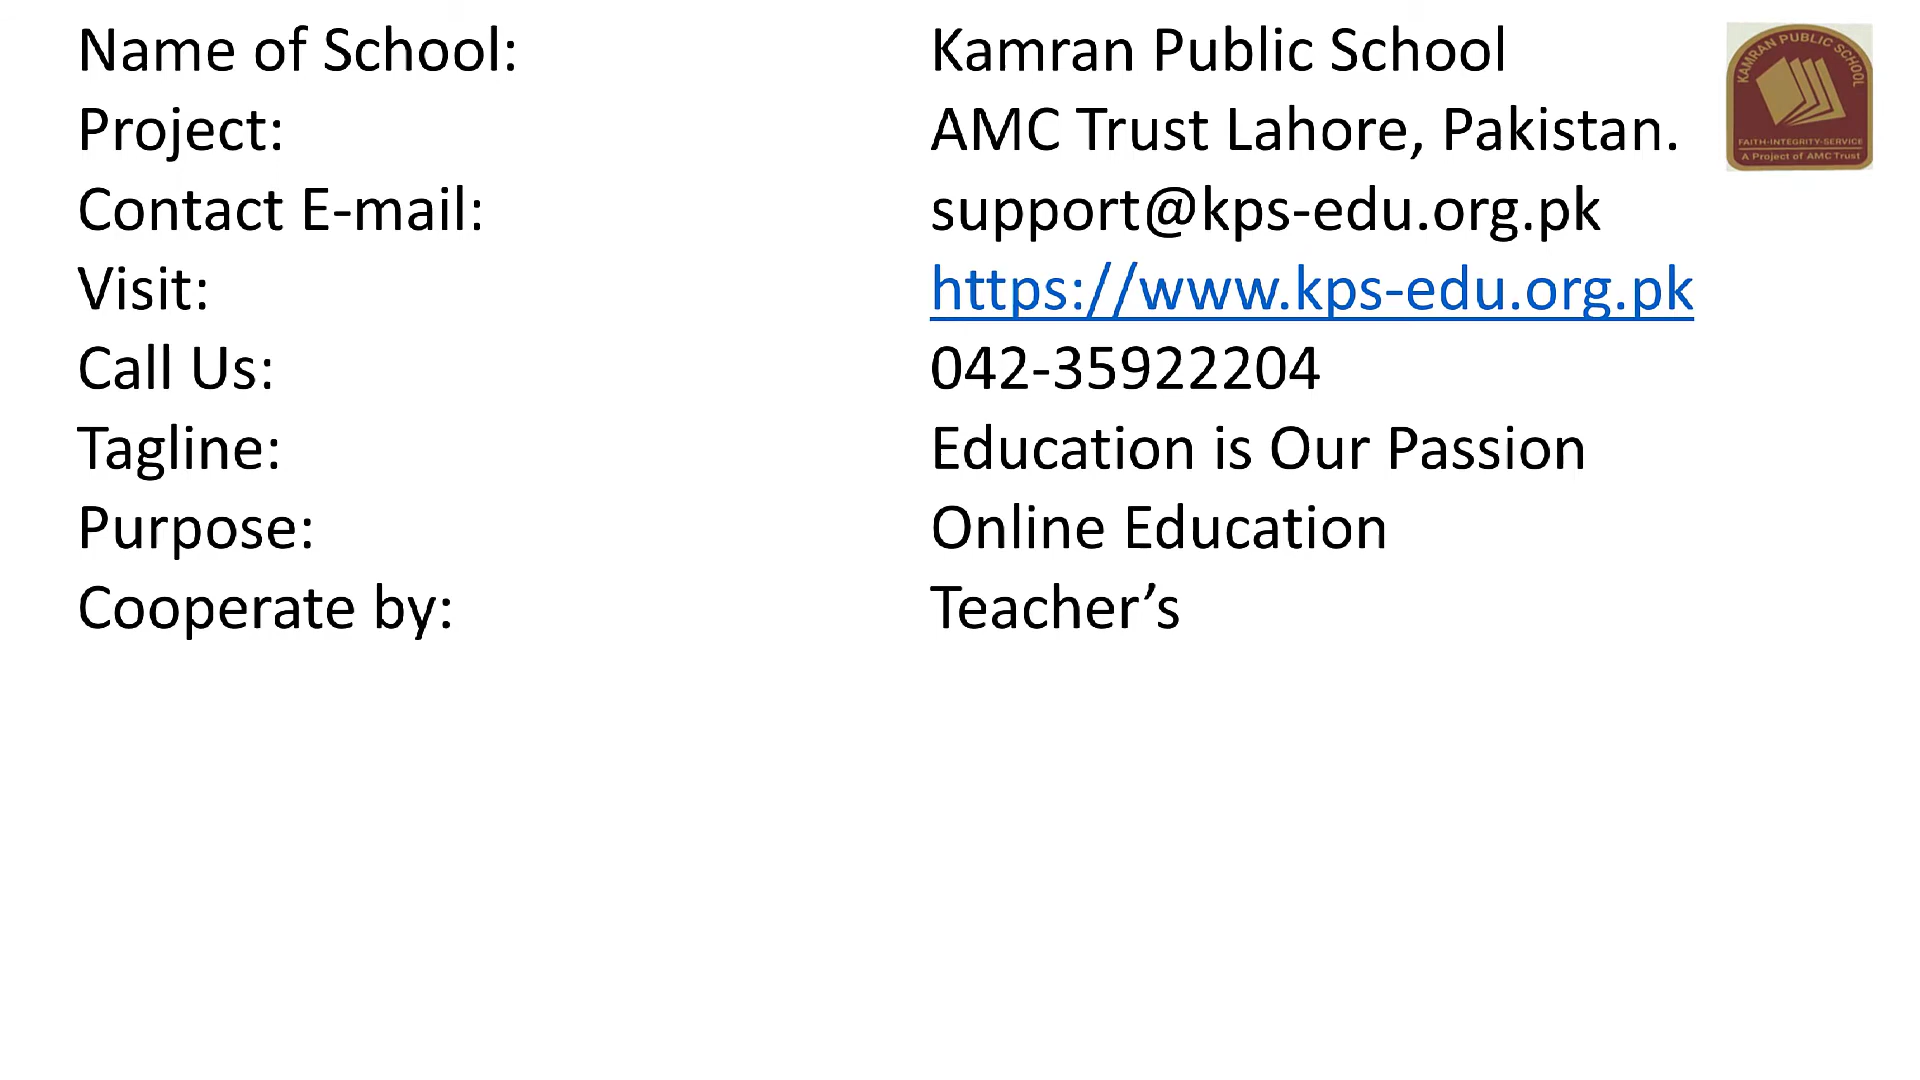 Name of School: Kamran Public School
Project: AMC Trust Lahore, Pakistan.
Contact E-mail: support@kps-edu.org.pk
Visit: https://www.kps-edu.org.pk
Call Us: 042-35922204
Tagline: Education is Our Passion
Purpose: Online Education
Cooperate by: Teacher’s
KAMRAN PUBLIC SCHOOL
FAITH-INTEGRITY-SERVICE
A Project of AMC Trust